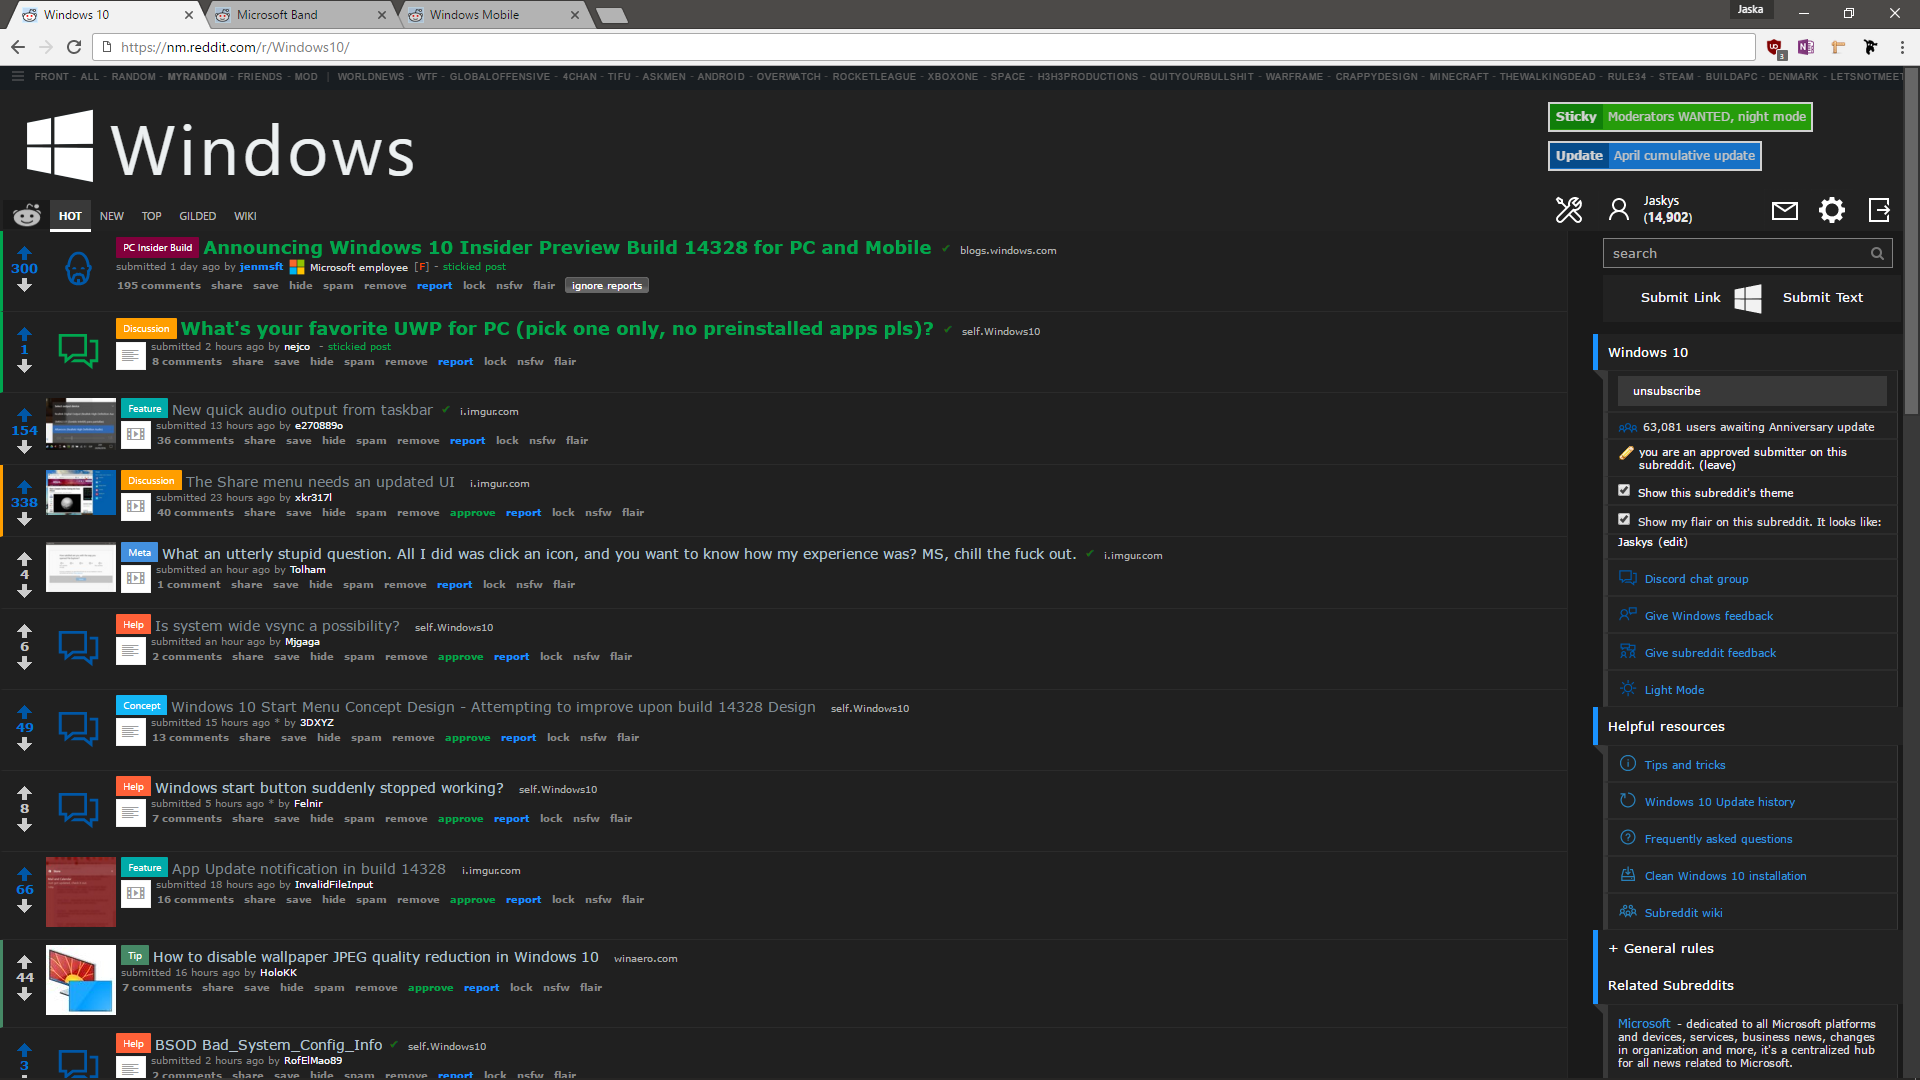 Windows 10
Microsoft Band
Windows Mobile
Jaska
https://nm.reddit.com/r/Windows10/
3
FRONT - ALL - RANDOM - MYRANDOM - FRIENDS - MOD | WORLDNEWS - WTF - GLOBALOFFENSIVE - 4CHAN - TIFU - ASKMEN - ANDROID - OVERWATCH - ROCKETLEAGUE - XBOXONE - SPACE - H3H3PRODUCTIONS - QUITYOURBULLSHIT - WARFRAME - CRAPPYDESIGN - MINECRAFT - THEWALKINGDEAD - RULE34 - STEAM - BUILDAPC - DENMARK - LETSNOTMEET
Windows
Sticky Moderators WANTED, night mode
Update April cumulative update
Jaskys
(14,902)
HOT NEW TOP GILDED WIKI
300
PC Insider Build Announcing Windows 10 Insider Preview Build 14328 for PC and Mobile ✔ blogs.windows.com
submitted 1 day ago by jenmsft Microsoft employee [F] - stickied post
195 comments share save hide spam remove report lock nsfw flair ignore reports
1
Discussion What's your favorite UWP for PC (pick one only, no preinstalled apps pls)? ✔ self.Windows10
submitted 2 hours ago by nejco - stickied post
8 comments share save hide spam remove report lock nsfw flair
154
Feature New quick audio output from taskbar ✔ i.imgur.com
submitted 13 hours ago by e270889o
36 comments share save hide spam remove report lock nsfw flair
338
Discussion The Share menu needs an updated UI i.imgur.com
submitted 23 hours ago by xkr317l
40 comments share save hide spam remove approve report lock nsfw flair
4
Meta What an utterly stupid question. All I did was click an icon, and you want to know how my experience was? MS, chill the fuck out. ✔ i.imgur.com
submitted an hour ago by Tolham
1 comment share save hide spam remove report lock nsfw flair
6
Help Is system wide vsync a possibility? self.Windows10
submitted an hour ago by Mjgaga
2 comments share save hide spam remove approve report lock nsfw flair
49
Concept Windows 10 Start Menu Concept Design - Attempting to improve upon build 14328 Design self.Windows10
submitted 15 hours ago * by 3DXYZ
13 comments share save hide spam remove approve report lock nsfw flair
8
Help Windows start button suddenly stopped working? self.Windows10
submitted 5 hours ago * by Felnir
7 comments share save hide spam remove approve report lock nsfw flair
66
Feature App Update notification in build 14328 i.imgur.com
submitted 18 hours ago by InvalidFileInput
16 comments share save hide spam remove approve report lock nsfw flair
44
Tip How to disable wallpaper JPEG quality reduction in Windows 10 winaero.com
submitted 16 hours ago by HoloKK
7 comments share save hide spam remove approve report lock nsfw flair
3
Help BSOD Bad_System_Config_Info ✔ self.Windows10
submitted 2 hours ago by RofElMao89
2 comments share save hide spam remove report lock nsfw flair
search
Submit Link Submit Text
Windows 10
unsubscribe
63,081 users awaiting Anniversary update
you are an approved submitter on this
subreddit. (leave)
Show this subreddit's theme
Show my flair on this subreddit. It looks like:
Jaskys (edit)
Discord chat group
Give Windows feedback
Give subreddit feedback
Light Mode
Helpful resources
Tips and tricks
Windows 10 Update history
Frequently asked questions
Clean Windows 10 installation
Subreddit wiki
+ General rules
Related Subreddits
Microsoft - dedicated to all Microsoft platforms
and devices, services, business news, changes
in organization and more, it's a centralized hub
for all news related to Microsoft.